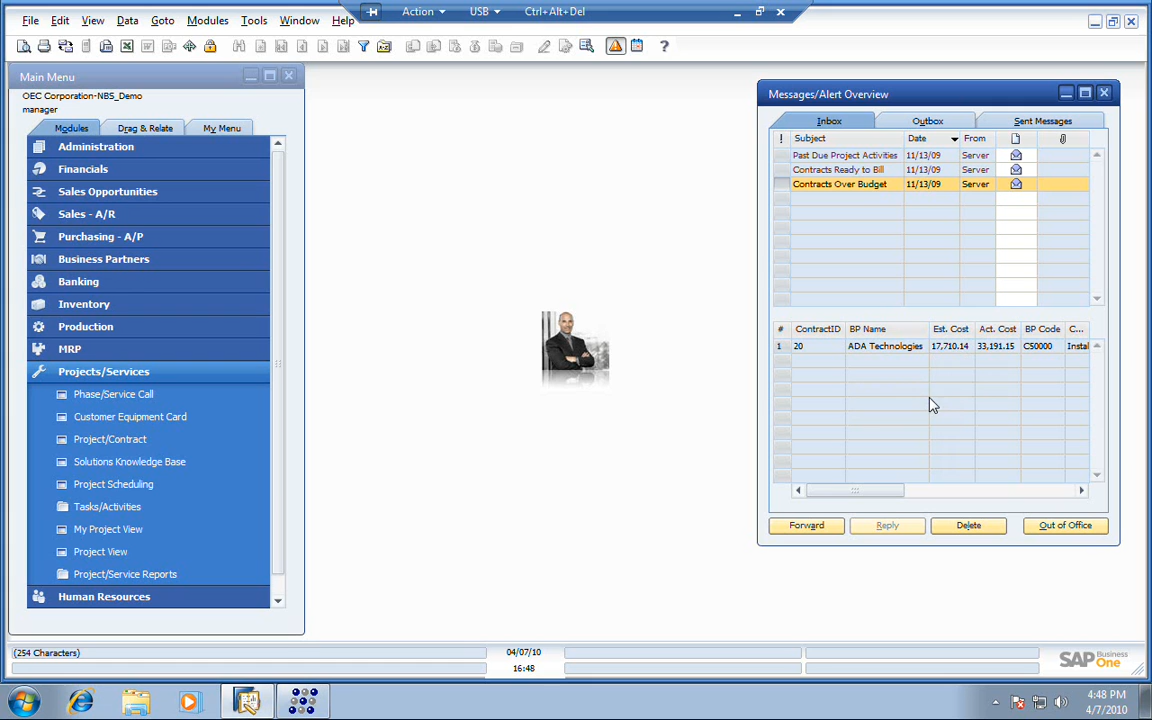 Action USB Ctrl+Alt+Del
File Edit View Data Goto Modules Tools Window Help
Main Menu
OEC Corporation-NBS_Demo
manager
Modules Drag & Relate My Menu
Administration
Financials
Sales Opportunities
Sales - A/R
Purchasing - A/P
Business Partners
Banking
Inventory
Production
MRP
Projects/Services
Phase/Service Call
Customer Equipment Card
Project/Contract
Solutions Knowledge Base
Project Scheduling
Tasks/Activities
My Project View
Project View
Project/Service Reports
Human Resources
Messages/Alert Overview
Inbox Outbox Sent Messages
! Subject Date From
Past Due Project Activities 11/13/09 Server
Contracts Ready to Bill 11/13/09 Server
Contracts Over Budget 11/13/09 Server
# ContractID BP Name Est. Cost Act. Cost BP Code C...
1 20 ADA Technologies 17,710.14 33,191.15 C50000 Instal
Forward Reply Delete Out of Office
(254 Characters) 04/07/10
16:48
SAP Business One
4:48 PM
4/7/2010